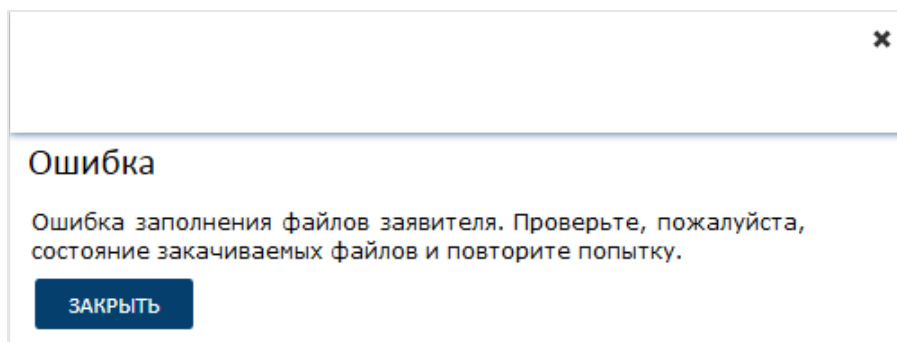 Ошибка
Ошибка заполнения файлов заявителя. Проверьте, пожалуйста,
состояние закачиваемых файлов и повторите попытку.
ЗАКРЫТЬ